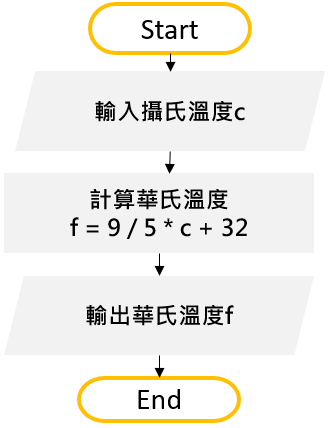 Start
輸入攝氏溫度c
計算華氏溫度
f = 9 / 5 * c + 32
輸出華氏溫度f
End